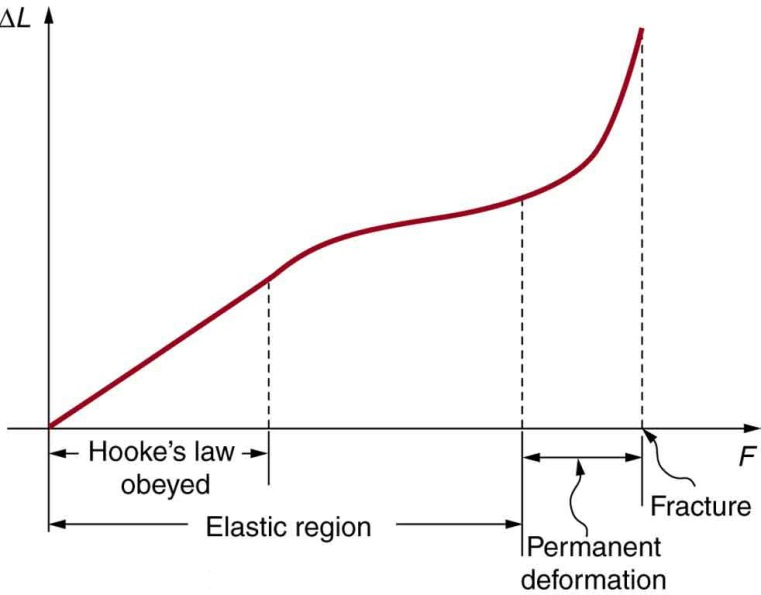 ΔL
Hooke's law
obeyed
F
Fracture
Elastic region
Permanent
deformation